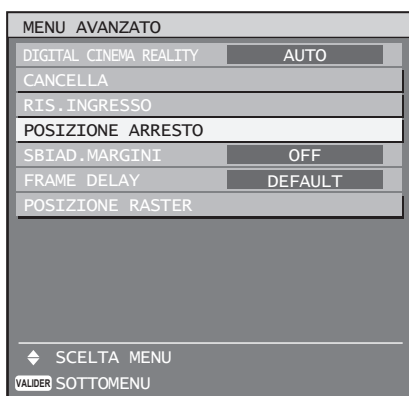 MENU AVANZATO
DIGITAL CINEMA REALITY AUTO
CANCELLA
RIS.INGRESSO
POSIZIONE ARRESTO
SBIAD.MARGINI OFF
FRAME DELAY DEFAULT
POSIZIONE RASTER
SCELTA MENU
VALIDER SOTTOMENU